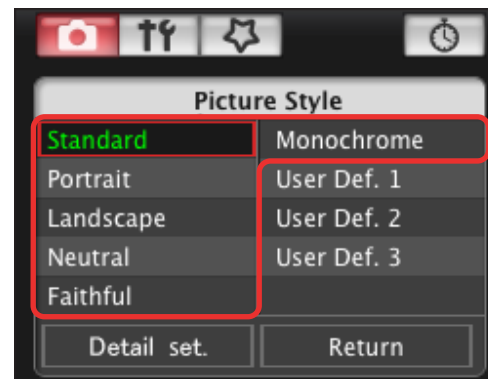 Picture Style
Standard Monochrome
Portrait User Def. 1
Landscape User Def. 2
Neutral User Def. 3
Faithful
Detail set. Return